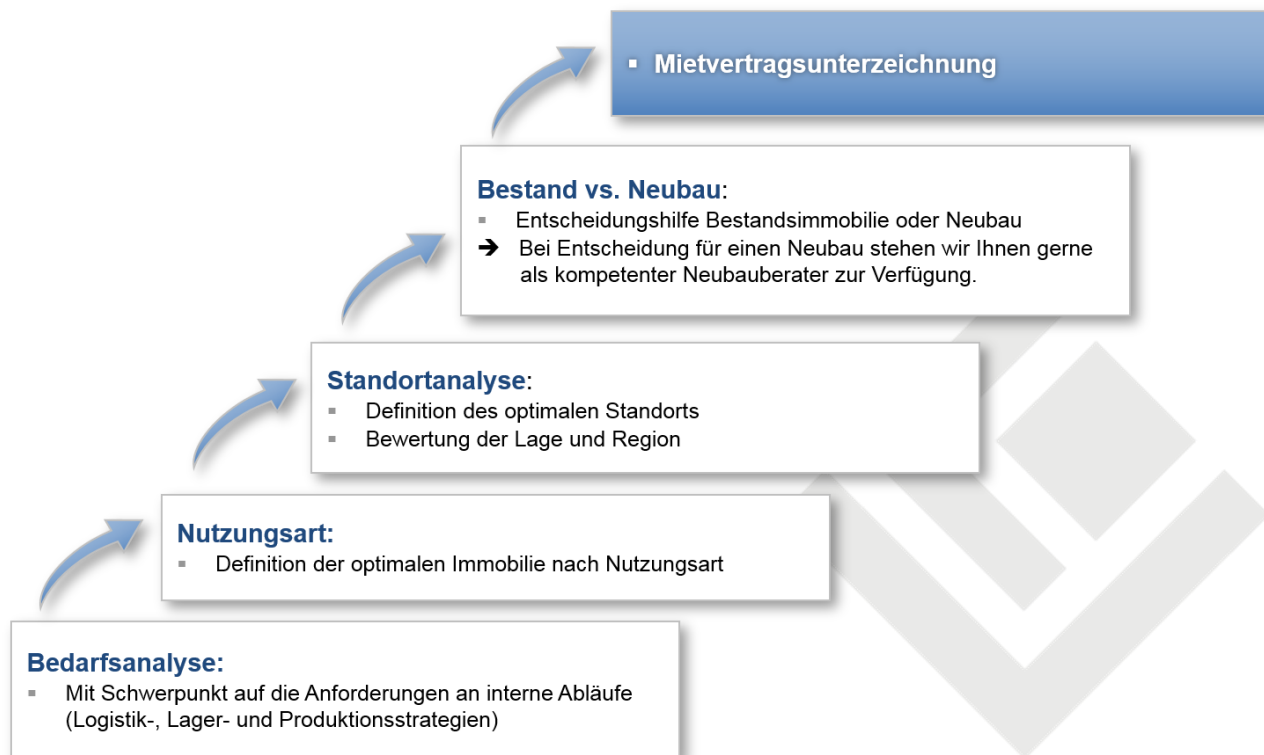 ▪ Mietvertragsunterzeichnung
Bestand vs. Neubau:
▪ Entscheidungshilfe Bestandsimmobilie oder Neubau
➔ Bei Entscheidung für einen Neubau stehen wir Ihnen gerne
als kompetenter Neubauberater zur Verfügung.
Standortanalyse:
▪ Definition des optimalen Standorts
▪ Bewertung der Lage und Region
Nutzungsart:
▪ Definition der optimalen Immobilie nach Nutzungsart
Bedarfsanalyse:
▪ Mit Schwerpunkt auf die Anforderungen an interne Abläufe
(Logistik-, Lager- und Produktionsstrategien)